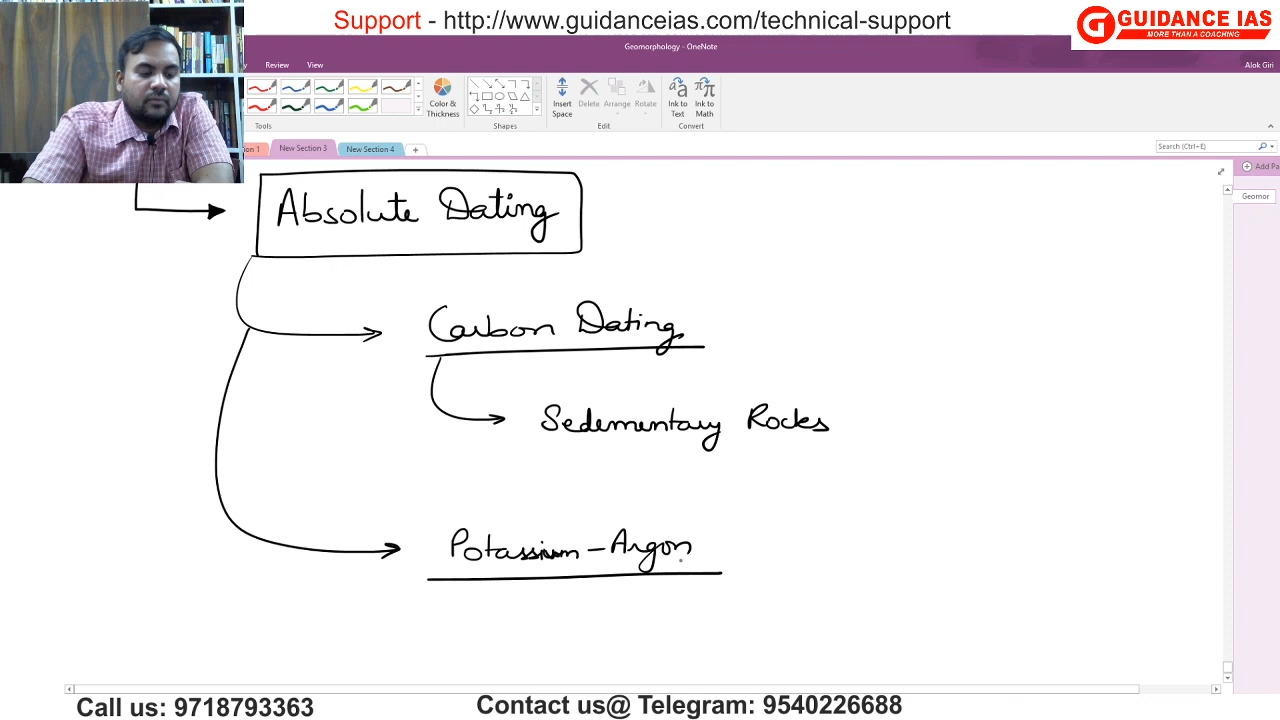 Support - http://www.guidanceias.com/technical-support
GUIDANCE IAS
MORE THAN A COACHING
Geomorphology - OneNote
Alok Giri
Review View
Color & Thickness
Insert Space
Delete
Arrange
Rotate
Ink to Text
Ink to Math
Tools
Shapes
Edit
Convert
New Section 3
New Section 4
Search (Ctrl+E)
Add Pa
Geomor
Absolute Dating
Carbon Dating
Sedementary Rocks
Potassium - Argon
Call us: 9718793363
Contact us@ Telegram: 9540226688